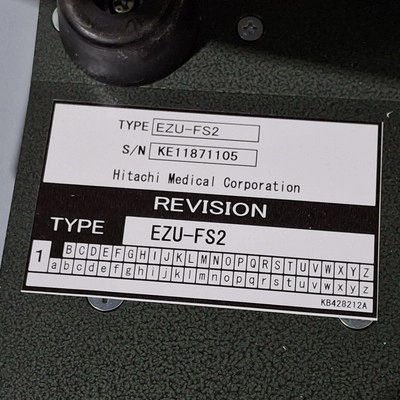 TYPE EZU-FS2
S/N KE11871105
Hitachi Medical Corporation
REVISION
TYPE EZU-FS2
1 B C D E F G H I J K L M N O P Q R S T U V W X Y Z
a b c d e f g h i j k l m n o p q r s t u v w x y z
KB428212A